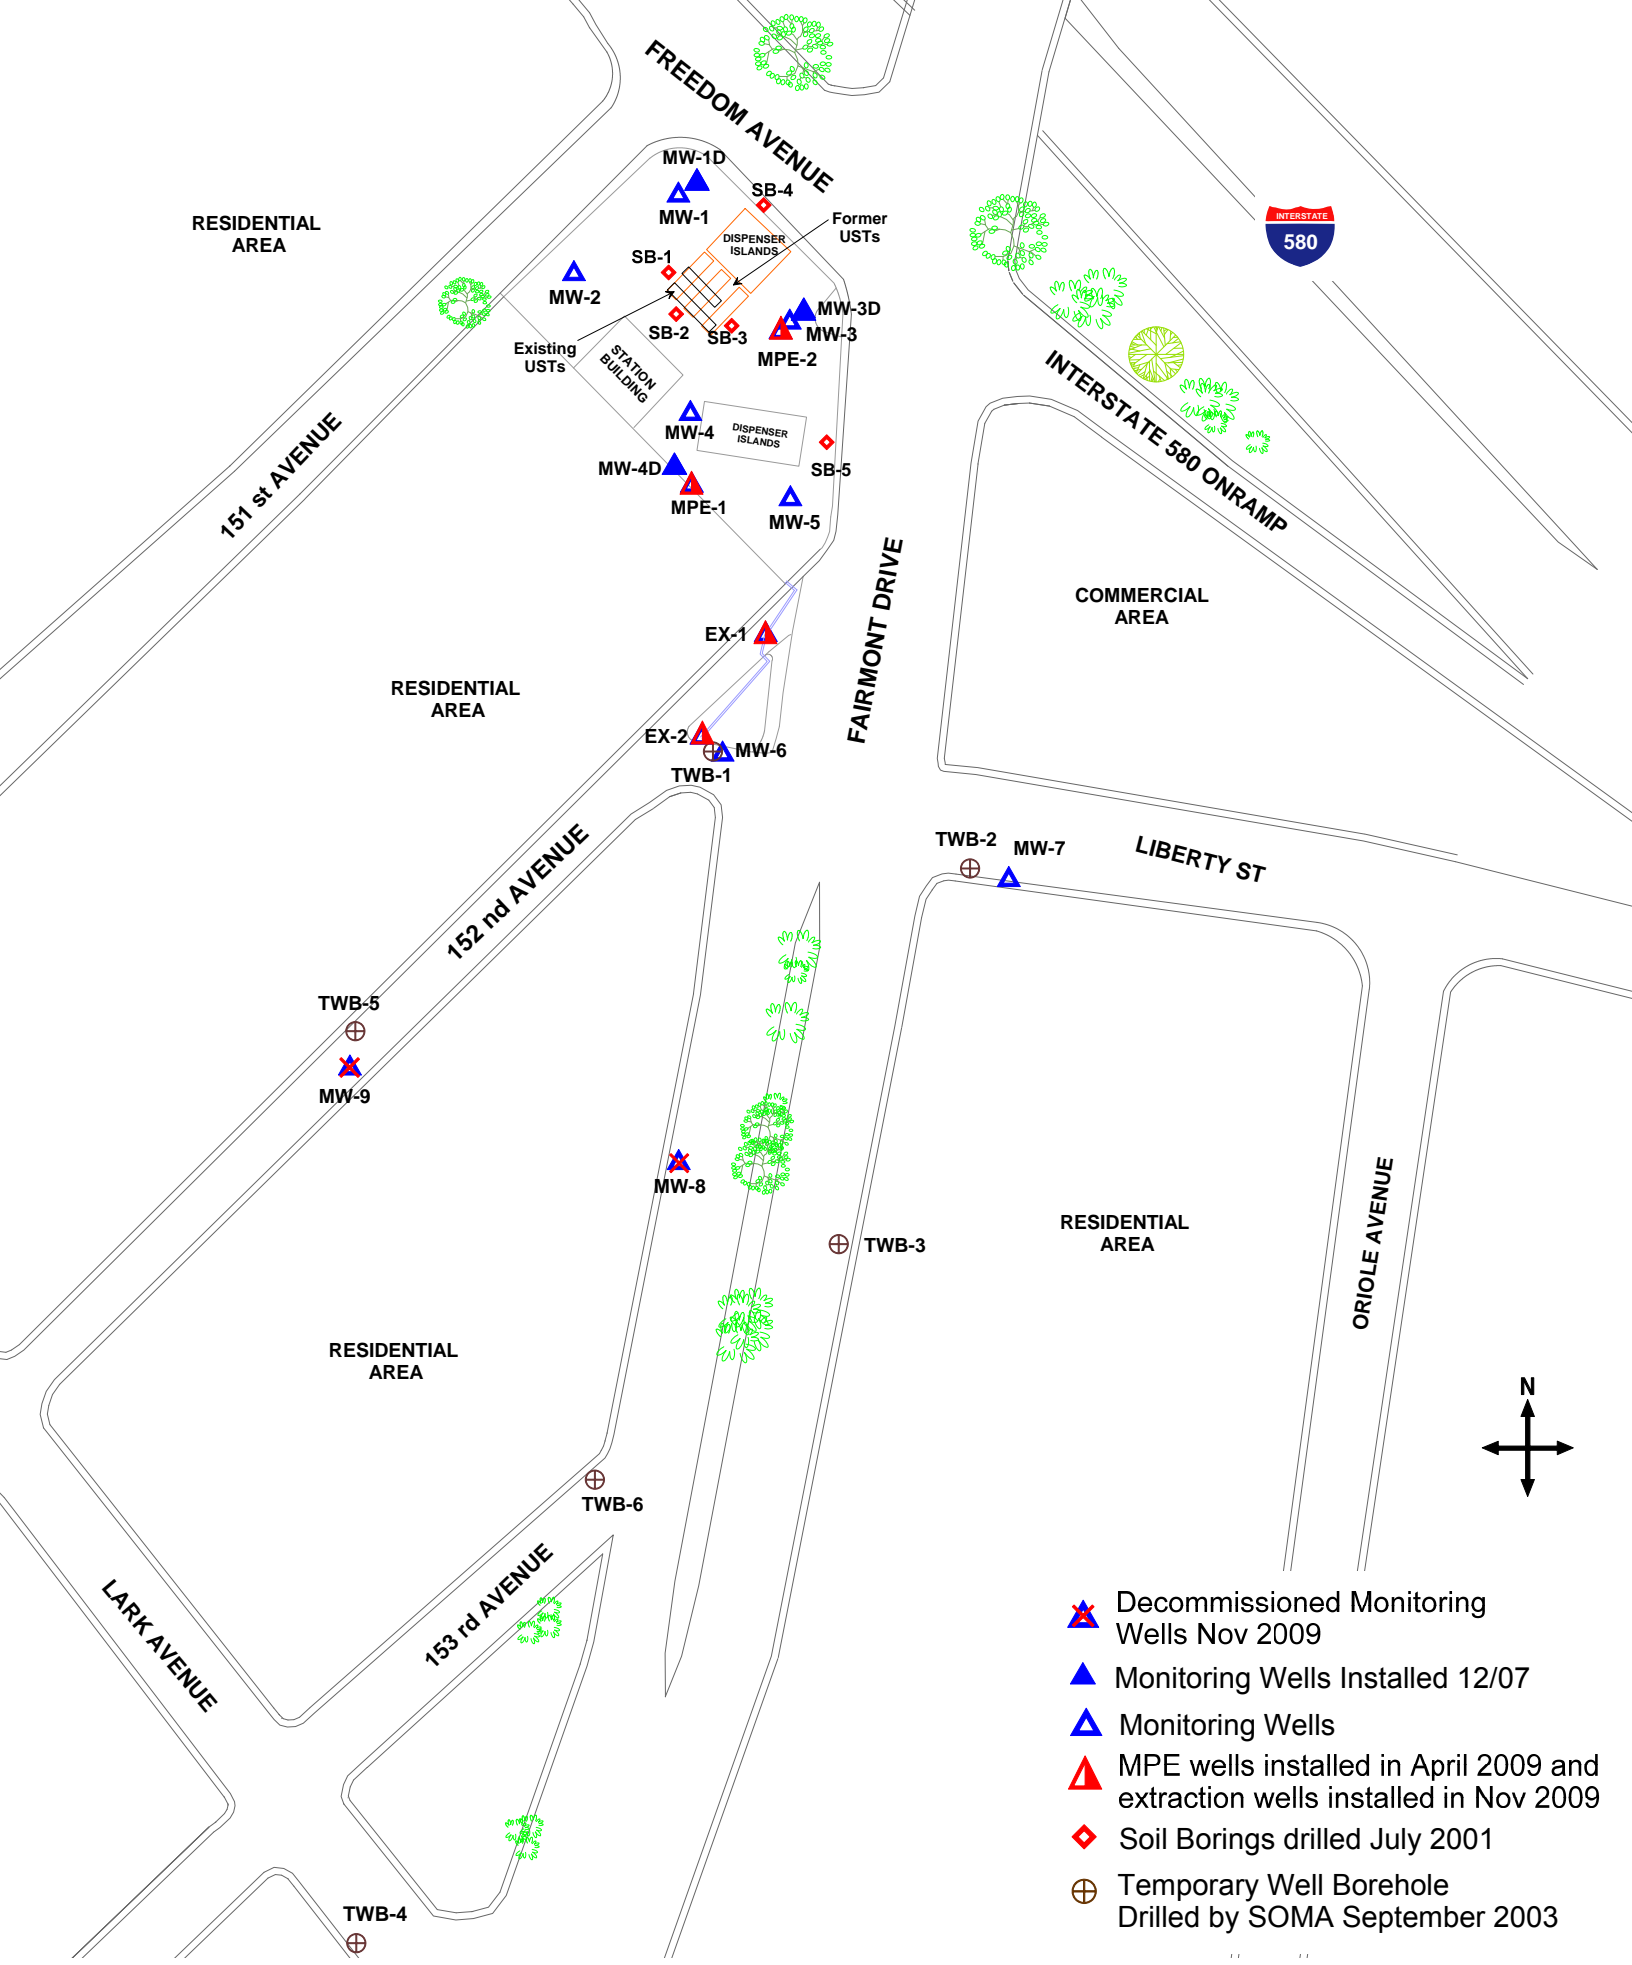 FREEDOM AVENUE
MW-1D
SB-4
MW-1
RESIDENTIAL
AREA
Former
USTs
INTERSTATE
580
DISPENSER
ISLANDS
SB-1
MW-2
MW-3D
SB-2
SB-3
MW-3
MPE-2
Existing
USTs
STATION
BUILDING
INTERSTATE 580 ONRAMP
MW-4
DISPENSER
ISLANDS
MW-4D
SB-5
151 st AVENUE
MPE-1
MW-5
COMMERCIAL
AREA
FAIRMONT DRIVE
EX-1
RESIDENTIAL
AREA
EX-2
MW-6
TWB-1
TWB-2
MW-7
LIBERTY ST
152 nd AVENUE
TWB-5
MW-9
MW-8
RESIDENTIAL
AREA
TWB-3
ORIOLE AVENUE
RESIDENTIAL
AREA
N
TWB-6
LARK AVENUE
153 rd AVENUE
TWB-4
Decommissioned Monitoring
Wells Nov 2009
Monitoring Wells Installed 12/07
Monitoring Wells
MPE wells installed in April 2009 and
extraction wells installed in Nov 2009
Soil Borings drilled July 2001
Temporary Well Borehole
Drilled by SOMA September 2003